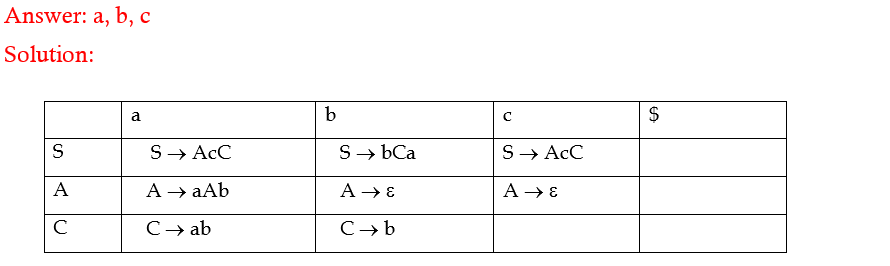 Answer: a, b, c
Solution:
a b c $
S S → AcC S → bCa S → AcC
A A → aAb A → ε A → ε
C C → ab C → b